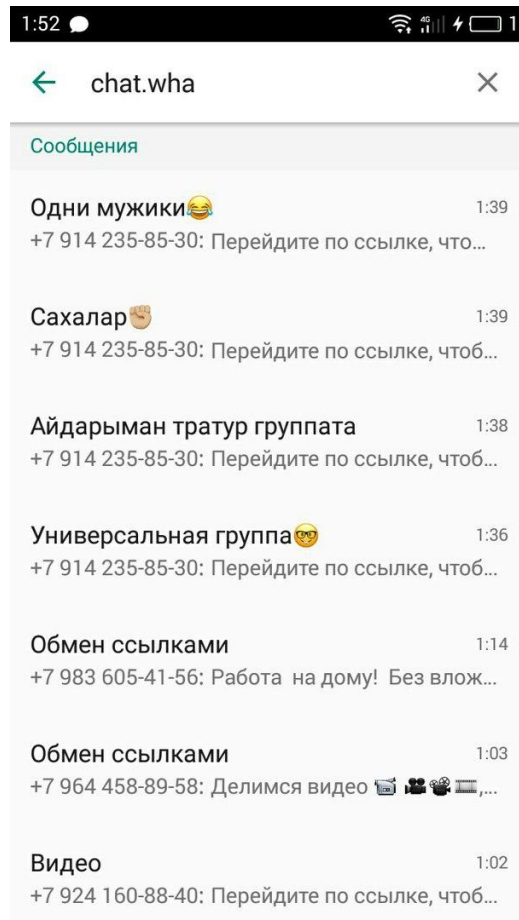 1:52
4G
1
chat.wha
Сообщения
Одни мужики😂 1:39
+7 914 235-85-30: Перейдите по ссылке, что...
Сахалар✊🏼 1:39
+7 914 235-85-30: Перейдите по ссылке, чтоб...
Айдарыман тратур группата 1:38
+7 914 235-85-30: Перейдите по ссылке, чтоб...
Универсальная группа🤓 1:36
+7 914 235-85-30: Перейдите по ссылке, чтоб...
Обмен ссылками 1:14
+7 983 605-41-56: Работа на дому! Без влож...
Обмен ссылками 1:03
+7 964 458-89-58: Делимся видео 📹 🎥📽🎞,...
Видео 1:02
+7 924 160-88-40: Перейдите по ссылке, чтоб...